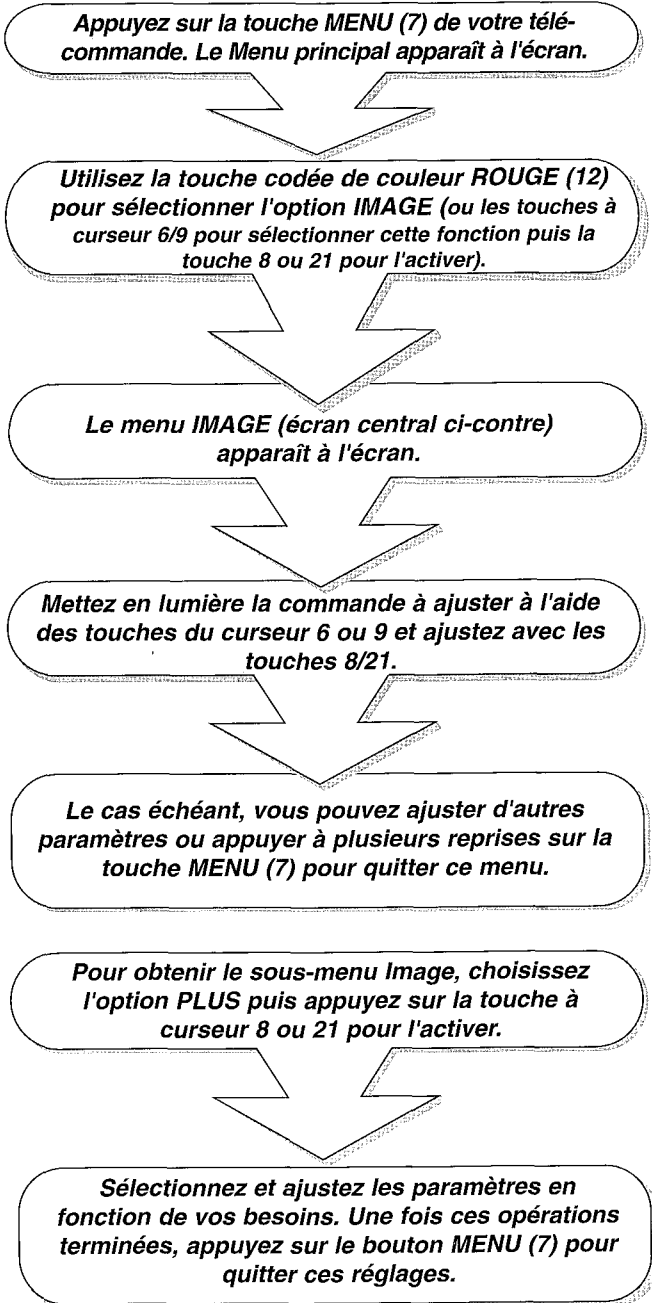 Appuyez sur la touche MENU (7) de votre télé-
commande. Le Menu principal apparaît à l'écran.
Utilisez la touche codée de couleur ROUGE (12)
pour sélectionner l'option IMAGE (ou les touches à
curseur 6/9 pour sélectionner cette fonction puis la
touche 8 ou 21 pour l'activer).
Le menu IMAGE (écran central ci-contre)
apparaît à l'écran.
Mettez en lumière la commande à ajuster à l'aide
des touches du curseur 6 ou 9 et ajustez avec les
touches 8/21.
Le cas échéant, vous pouvez ajuster d'autres
paramètres ou appuyer à plusieurs reprises sur la
touche MENU (7) pour quitter ce menu.
Pour obtenir le sous-menu Image, choisissez
l'option PLUS puis appuyez sur la touche à
curseur 8 ou 21 pour l'activer.
Sélectionnez et ajustez les paramètres en
fonction de vos besoins. Une fois ces opérations
terminées, appuyez sur le bouton MENU (7) pour
quitter ces réglages.